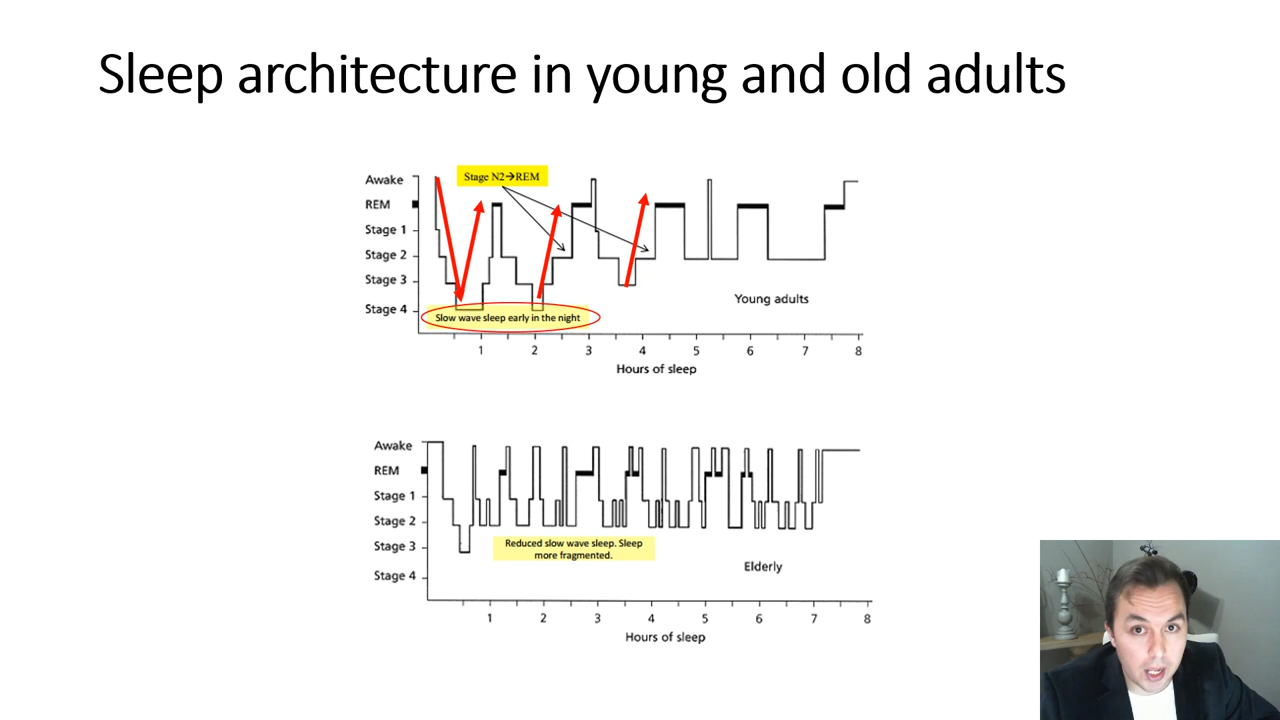 Sleep architecture in young and old adults
Stage N2→REM
Awake
REM
Stage 1
Stage 2
Stage 3
Stage 4
Slow wave sleep early in the night
Young adults
1 2 3 4 5 6 7 8
Hours of sleep
Awake
REM
Stage 1
Stage 2
Stage 3
Stage 4
Reduced slow wave sleep. Sleep
more fragmented.
Elderly
1 2 3 4 5 6 7 8
Hours of sleep